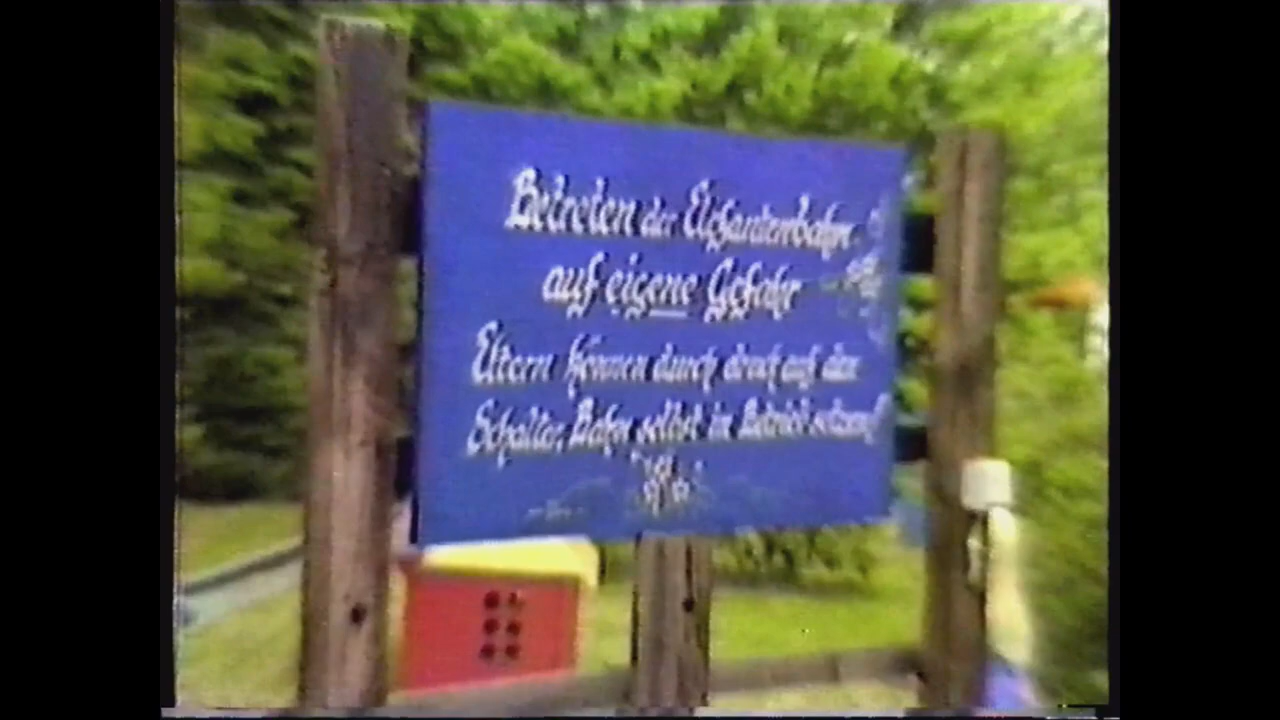 Betreten der Elefantenbahn
auf eigene Gefahr
Eltern können durch druck auf den
Schalter, Bahn selbst in Betrieb setzen!